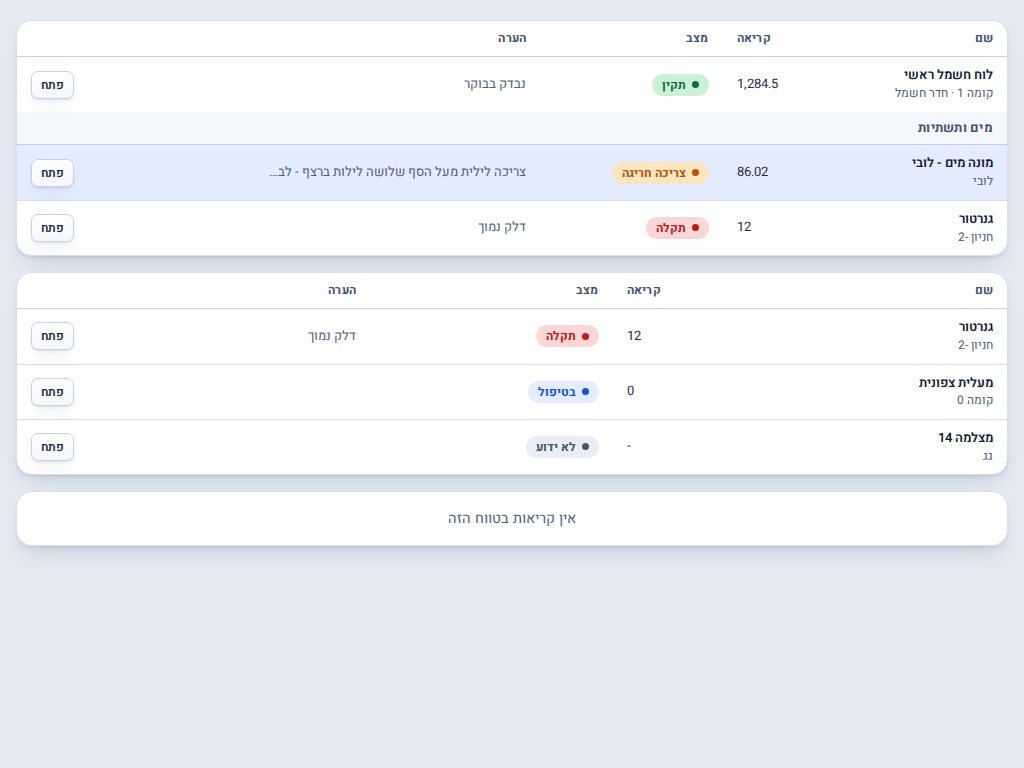 שם קריאה מצב הערה
לוח חשמל ראשי
קומה 1 · חדר חשמל
1,284.5
תקין
נבדק בבוקר
פתח
מים ותשתיות
מונה מים - לובי
לובי
86.02
צריכה חריגה
צריכה לילית מעל הסף שלושה לילות ברצף - לב...
פתח
גנרטור
חניון -2
12
תקלה
דלק נמוך
פתח
שם קריאה מצב הערה
גנרטור
חניון -2
12
תקלה
דלק נמוך
פתח
מעלית צפונית
קומה 0
0
בטיפול
פתח
מצלמה 14
גג
-
לא ידוע
פתח
אין קריאות בטווח הזה